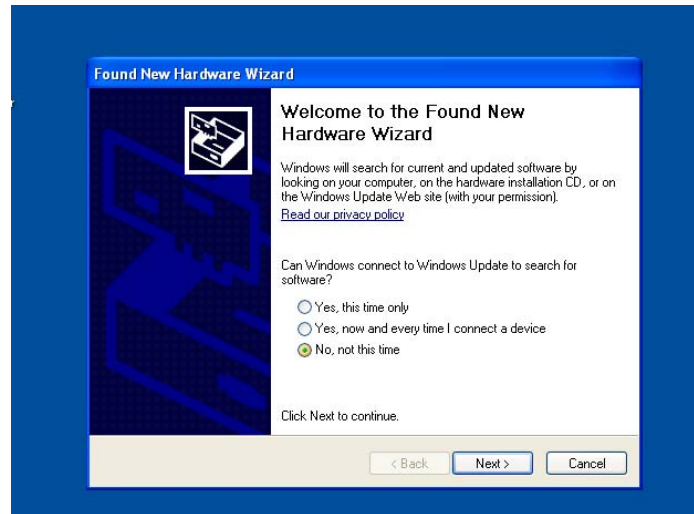 Found New Hardware Wizard
Welcome to the Found New
Hardware Wizard
Windows will search for current and updated software by
looking on your computer, on the hardware installation CD, or on
the Windows Update Web site (with your permission).
Read our privacy policy
Can Windows connect to Windows Update to search for
software?
Yes, this time only
Yes, now and every time I connect a device
No, not this time
Click Next to continue.
< Back
Next >
Cancel